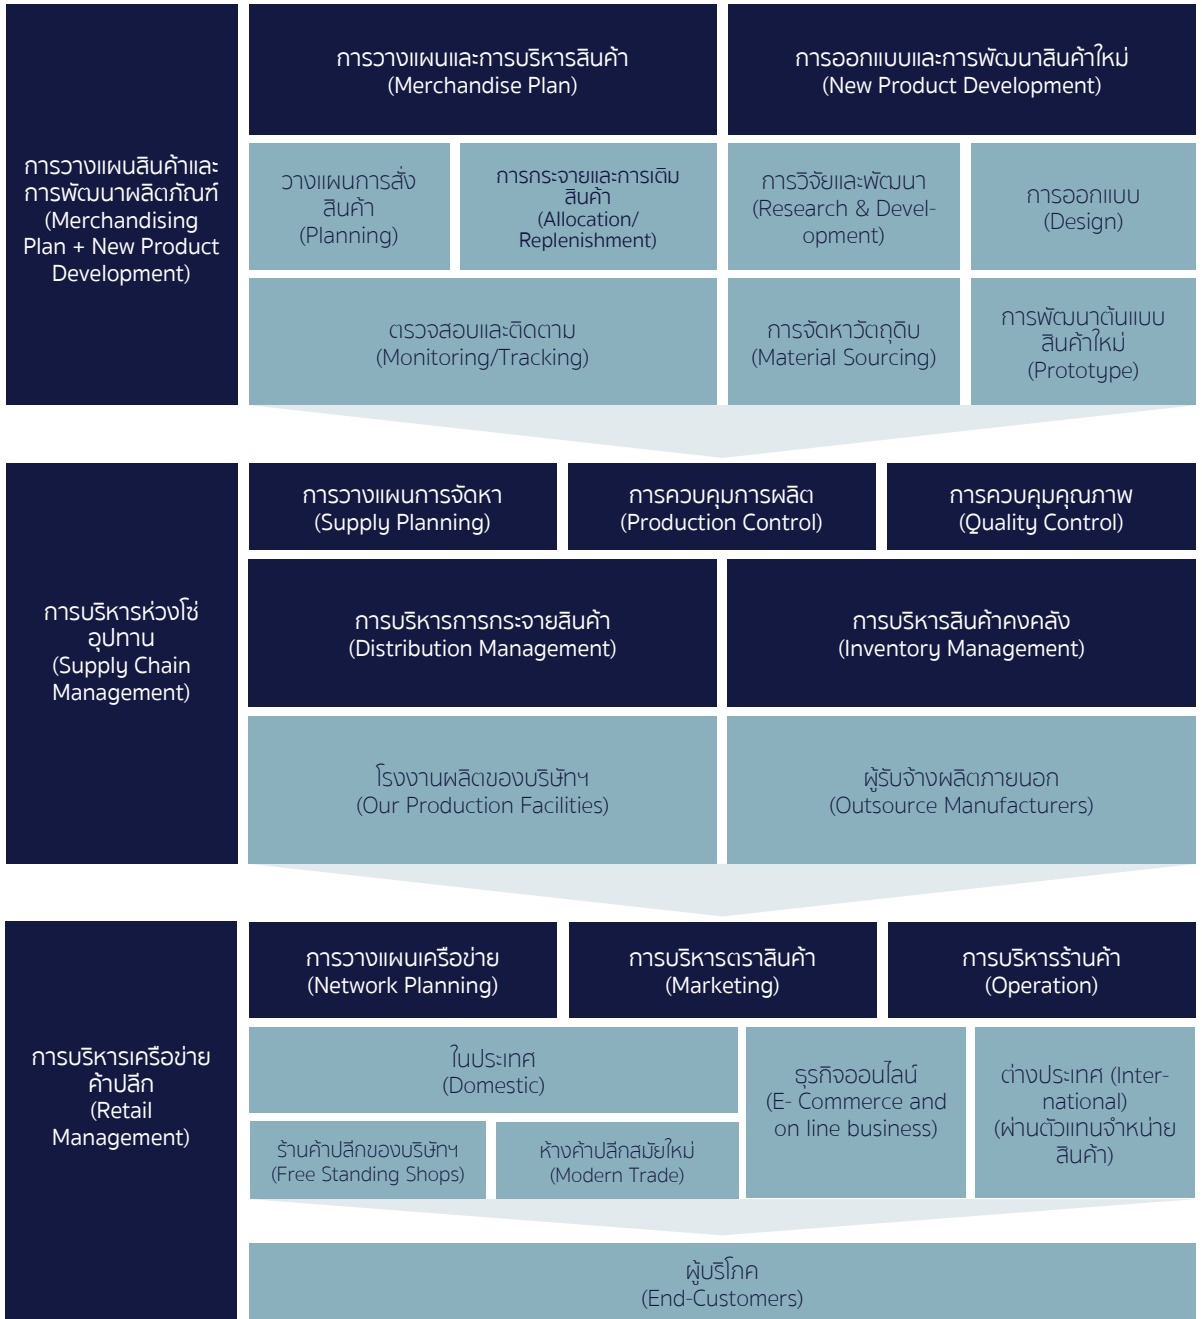 การวางแผนสินค้าและ
การพัฒนาผลิตภัณฑ์
(Merchandising
Plan + New Product
Development)
การวางแผนและการบริหารสินค้า
(Merchandise Plan)
การออกแบบและการพัฒนาสินค้าใหม่
(New Product Development)
วางแผนการสั่ง
สินค้า
(Planning)
การกระจายและการเติม
สินค้า
(Allocation/
Replenishment)
การวิจัยและพัฒนา
(Research & Devel-
opment)
การออกแบบ
(Design)
ตรวจสอบและติดตาม
(Monitoring/Tracking)
การจัดหาวัตถุดิบ
(Material Sourcing)
การพัฒนาต้นแบบ
สินค้าใหม่
(Prototype)
การบริหารห่วงโซ่
อุปทาน
(Supply Chain
Management)
การวางแผนการจัดหา
(Supply Planning)
การควบคุมการผลิต
(Production Control)
การควบคุมคุณภาพ
(Quality Control)
การบริหารการกระจายสินค้า
(Distribution Management)
การบริหารสินค้าคงคลัง
(Inventory Management)
โรงงานผลิตของบริษัทฯ
(Our Production Facilities)
ผู้รับจ้างผลิตภายนอก
(Outsource Manufacturers)
การบริหารเครือข่าย
ค้าปลีก
(Retail
Management)
การวางแผนเครือข่าย
(Network Planning)
การบริหารตราสินค้า
(Marketing)
การบริหารร้านค้า
(Operation)
ในประเทศ
(Domestic)
ร้านค้าปลีกของบริษัทฯ
(Free Standing Shops)
ห้างค้าปลีกสมัยใหม่
(Modern Trade)
ธุรกิจออนไลน์
(E- Commerce and
on line business)
ต่างประเทศ (Inter-
national)
(ผ่านตัวแทนจำหน่าย
สินค้า)
ผู้บริโภค
(End-Customers)